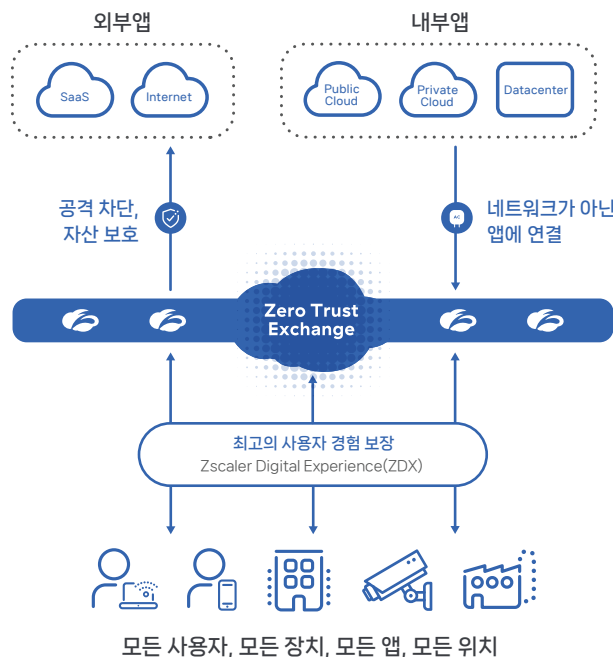 외부앱
내부앱
SaaS
Internet
Public
Cloud
Private
Cloud
Datacenter
공격 차단,
자산 보호
AC
네트워크가 아닌
앱에 연결
Zero Trust
Exchange
최고의 사용자 경험 보장
Zscaler Digital Experience(ZDX)
모든 사용자, 모든 장치, 모든 앱, 모든 위치